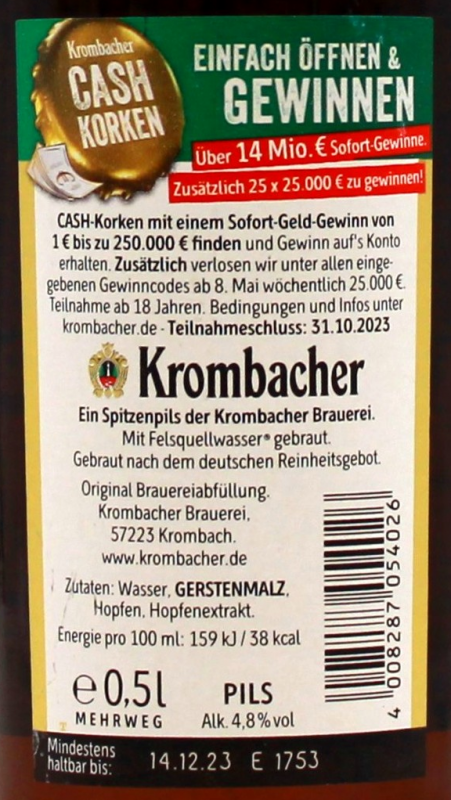 Krombacher
CASH
KORKEN
EINFACH ÖFFNEN &
GEWINNEN
Über 14 Mio. € Sofort-Gewinne.
Zusätzlich 25 x 25.000 € zu gewinnen!
CASH-Korken mit einem Sofort-Geld-Gewinn von
1 € bis zu 250.000 € finden und Gewinn auf's Konto
erhalten. Zusätzlich verlosen wir unter allen einge-
gebenen Gewinncodes ab 8. Mai wöchentlich 25.000 €.
Teilnahme ab 18 Jahren. Bedingungen und Infos unter
krombacher.de - Teilnahmeschluss: 31.10.2023
Krombacher
Ein Spitzenpils der Krombacher Brauerei.
Mit Felsquellwasser® gebraut.
Gebraut nach dem deutschen Reinheitsgebot.
Original Brauereiabfüllung.
Krombacher Brauerei,
57223 Krombach.
www.krombacher.de
Zutaten: Wasser, GERSTENMALZ,
Hopfen, Hopfenextrakt.
Energie pro 100 ml: 159 kJ / 38 kcal
℮ 0,5l
MEHRWEG
PILS
Alk. 4,8 % vol
4 008287 054026
Mindestens
haltbar bis:
14.12.23 E 1753